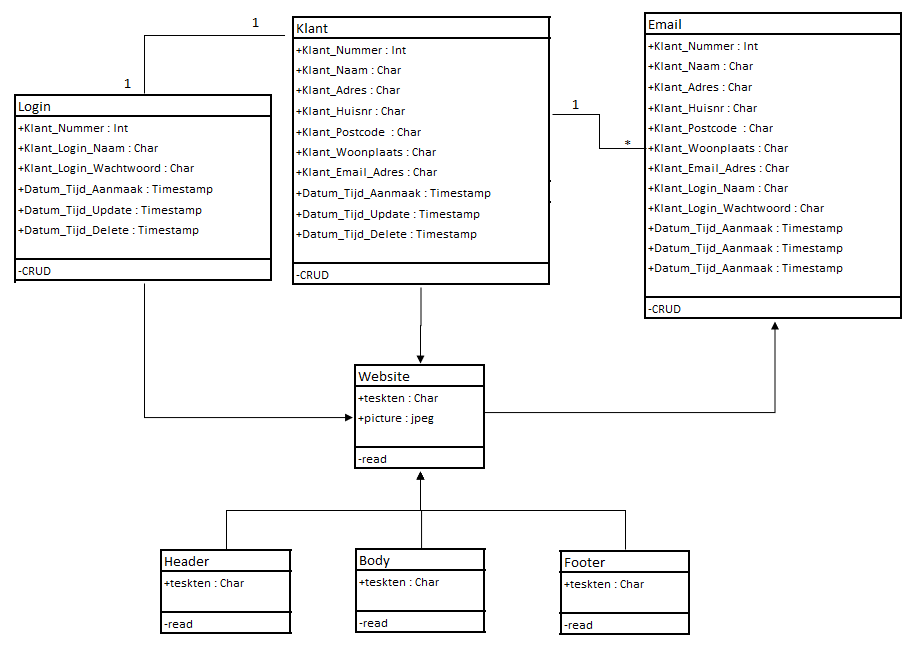 1
Klant
+Klant_Nummer : Int
+Klant_Naam : Char
+Klant_Adres : Char
+Klant_Huisnr : Char
+Klant_Postcode  : Char
+Klant_Woonplaats : Char
+Klant_Email_Adres : Char
+Datum_Tijd_Aanmaak : Timestamp
+Datum_Tijd_Update : Timestamp
+Datum_Tijd_Delete : Timestamp
-CRUD
Email
+Klant_Nummer : Int
+Klant_Naam : Char
+Klant_Adres : Char
+Klant_Huisnr : Char
+Klant_Postcode  : Char
+Klant_Woonplaats : Char
+Klant_Email_Adres : Char
+Klant_Login_Naam : Char
+Klant_Login_Wachtwoord : Char
+Datum_Tijd_Aanmaak : Timestamp
+Datum_Tijd_Aanmaak : Timestamp
+Datum_Tijd_Aanmaak : Timestamp
-CRUD
1
*
1
Login
+Klant_Nummer : Int
+Klant_Login_Naam : Char
+Klant_Login_Wachtwoord : Char
+Datum_Tijd_Aanmaak : Timestamp
+Datum_Tijd_Update : Timestamp
+Datum_Tijd_Delete : Timestamp
-CRUD
Website
+teskten : Char
+picture : jpeg
-read
Header
+teskten : Char
-read
Body
+teskten : Char
-read
Footer
+teskten : Char
-read